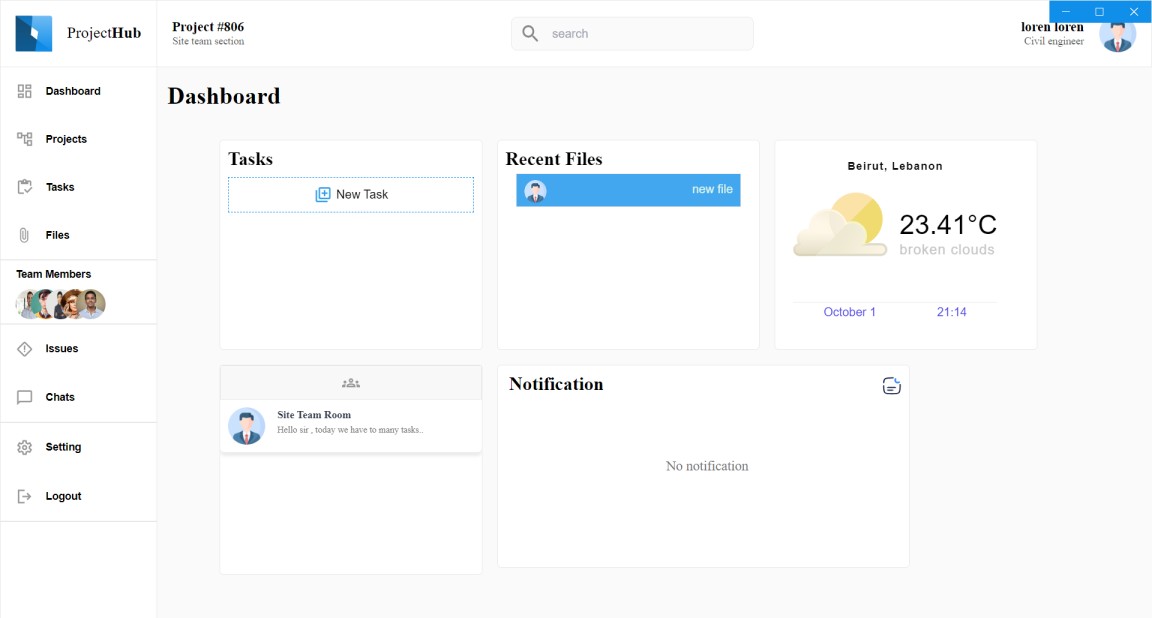 ProjectHub
Project #806
Site team section
search
loren loren
Civil engineer
Dashboard
Projects
Tasks
Files
Team Members
Issues
Chats
Setting
Logout
Dashboard
Tasks
New Task
Recent Files
new file
Beirut, Lebanon
23.41°C
broken clouds
October 1
21:14
Site Team Room
Hello sir , today we have to many tasks..
Notification
No notification